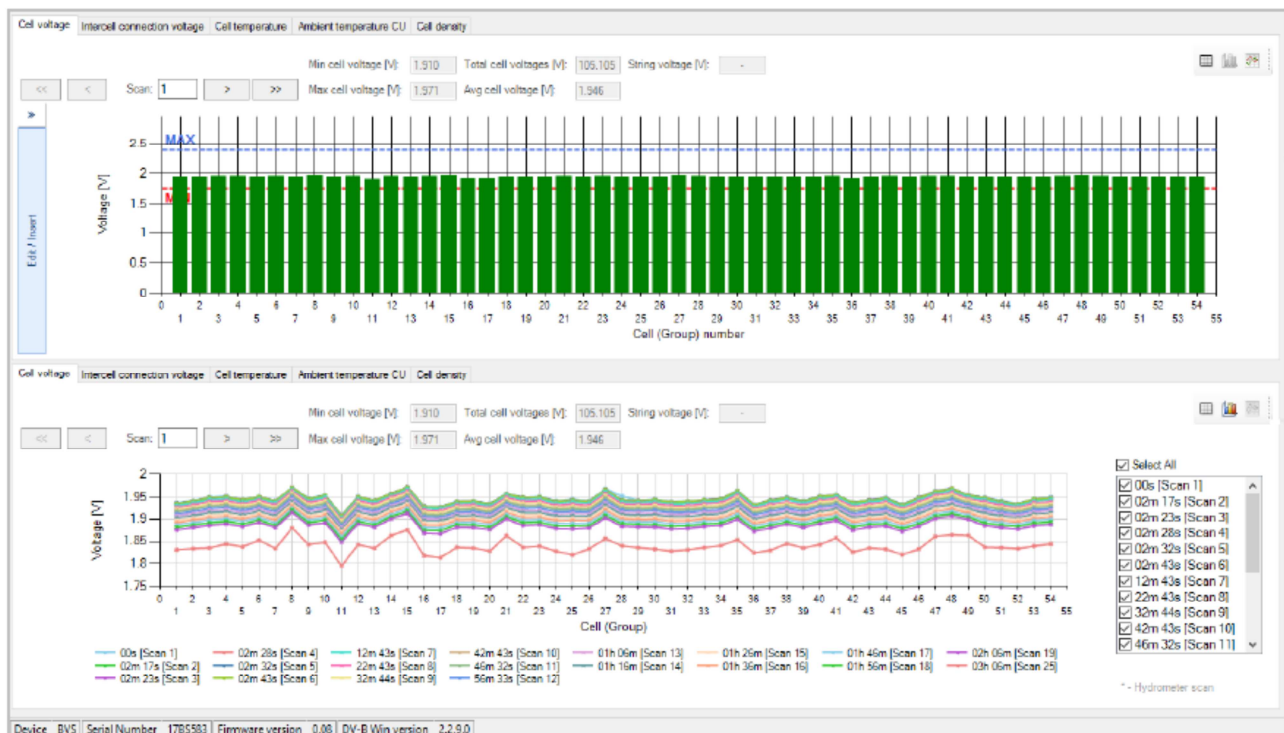 Cell voltage Intercell connection voltage Cell temperature Ambient temperature CU Cell density
Min cell voltage [V]: 1.910 Total cell voltages [V]: 105.105 String voltage [V]: -
<< < Scan: 1 > >> Max cell voltage [V]: 1.971 Avg cell voltage [V]: 1.946
»
Edit / Insert
Voltage [V]
MAX
MIN
2.5
2
1.5
1
0.5
0
0 2 4 6 8 10 12 14 16 18 20 22 24 26 28 30 32 34 36 38 40 42 44 46 48 50 52 54
1 3 5 7 9 11 13 15 17 19 21 23 25 27 29 31 33 35 37 39 41 43 45 47 49 51 53 55
Cell (Group) number
Cell voltage Intercell connection voltage Cell temperature Ambient temperature CU Cell density
Min cell voltage [V]: 1.910 Total cell voltages [V]: 105.105 String voltage [V]: -
<< < Scan: 1 > >> Max cell voltage [V]: 1.971 Avg cell voltage [V]: 1.946
Voltage [V]
2
1.95
1.9
1.85
1.8
1.75
0 2 4 6 8 10 12 14 16 18 20 22 24 26 28 30 32 34 36 38 40 42 44 46 48 50 52 54
1 3 5 7 9 11 13 15 17 19 21 23 25 27 29 31 33 35 37 39 41 43 45 47 49 51 53 55
Cell (Group)
Select All
00s [Scan 1]
02m 17s [Scan 2]
02m 23s [Scan 3]
02m 28s [Scan 4]
02m 32s [Scan 5]
02m 43s [Scan 6]
12m 43s [Scan 7]
22m 43s [Scan 8]
32m 44s [Scan 9]
42m 43s [Scan 10]
46m 32s [Scan 11]
00s [Scan 1] 02m 28s [Scan 4] 12m 43s [Scan 7] 42m 43s [Scan 10] 01h 06m [Scan 13] 01h 26m [Scan 15] 01h 46m [Scan 17] 02h 06m [Scan 19]
02m 17s [Scan 2] 02m 32s [Scan 5] 22m 43s [Scan 8] 46m 32s [Scan 11] 01h 16m [Scan 14] 01h 36m [Scan 16] 01h 56m [Scan 18] 03h 06m [Scan 25]
02m 23s [Scan 3] 02m 43s [Scan 6] 32m 44s [Scan 9] 56m 33s [Scan 12]
* - Hydrometer scan
Device BVS Serial Number 17BS583 Firmware version 0.08 DV-B Win version 2.2.9.0